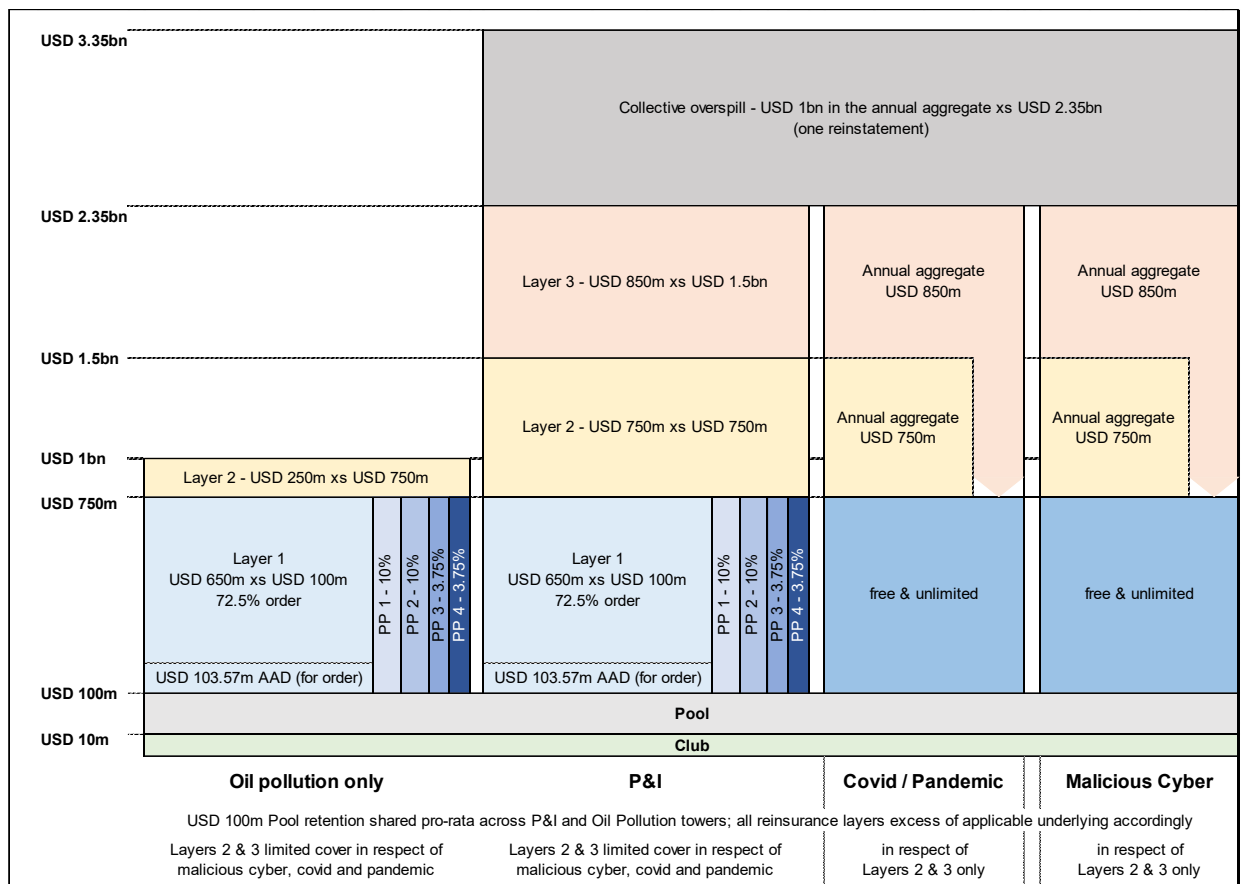 USD 3.35bn
Collective overspill - USD 1bn in the annual aggregate xs USD 2.35bn
(one reinstatement)
USD 2.35bn
Layer 3 - USD 850m xs USD 1.5bn
Annual aggregate
USD 850m
Annual aggregate
USD 850m
USD 1.5bn
Layer 2 - USD 750m xs USD 750m
Annual aggregate
USD 750m
Annual aggregate
USD 750m
USD 1bn
Layer 2 - USD 250m xs USD 750m
USD 750m
Layer 1
USD 650m xs USD 100m
72.5% order
PP 1 - 10%
PP 2 - 10%
PP 3 - 3.75%
PP 4 - 3.75%
Layer 1
USD 650m xs USD 100m
72.5% order
PP 1 - 10%
PP 2 - 10%
PP 3 - 3.75%
PP 4 - 3.75%
free & unlimited
free & unlimited
USD 103.57m AAD (for order)
USD 103.57m AAD (for order)
USD 100m
Pool
USD 10m
Club
Oil pollution only
P&I
Covid / Pandemic
Malicious Cyber
USD 100m Pool retention shared pro-rata across P&I and Oil Pollution towers; all reinsurance layers excess of applicable underlying accordingly
Layers 2 & 3 limited cover in respect of
malicious cyber, covid and pandemic
Layers 2 & 3 limited cover in respect of
malicious cyber, covid and pandemic
in respect of
Layers 2 & 3 only
in respect of
Layers 2 & 3 only